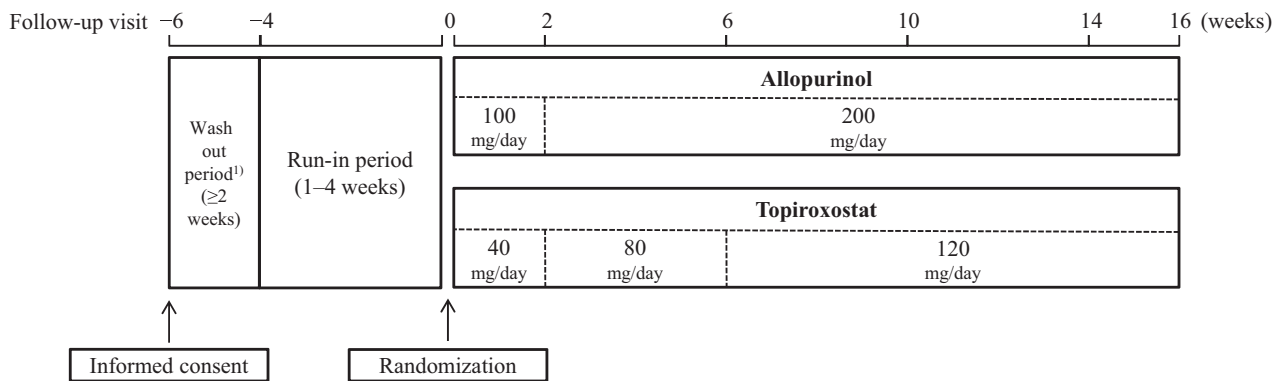 Follow-up visit −6 −4 0 2 6 10 14 16 (weeks)
Wash
out
period1)
(≥2
weeks)
Run-in period
(1–4 weeks)
Allopurinol
100
mg/day
200
mg/day
Topiroxostat
40
mg/day
80
mg/day
120
mg/day
Informed consent
Randomization